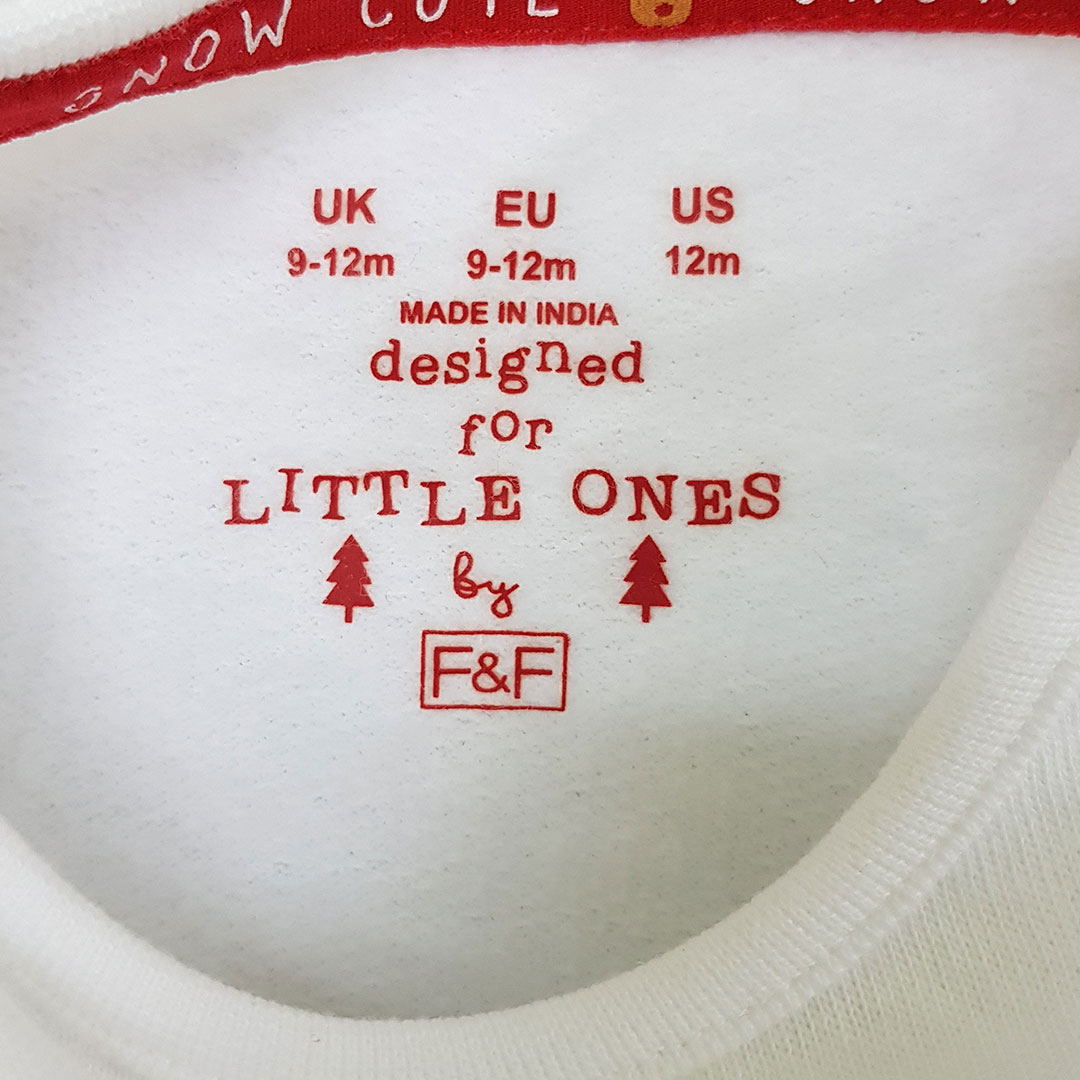 SNOW CUTE
UK EU US
9-12m 9-12m 12m
MADE IN INDIA
designed
for
LITTLE ONES
by
F&F